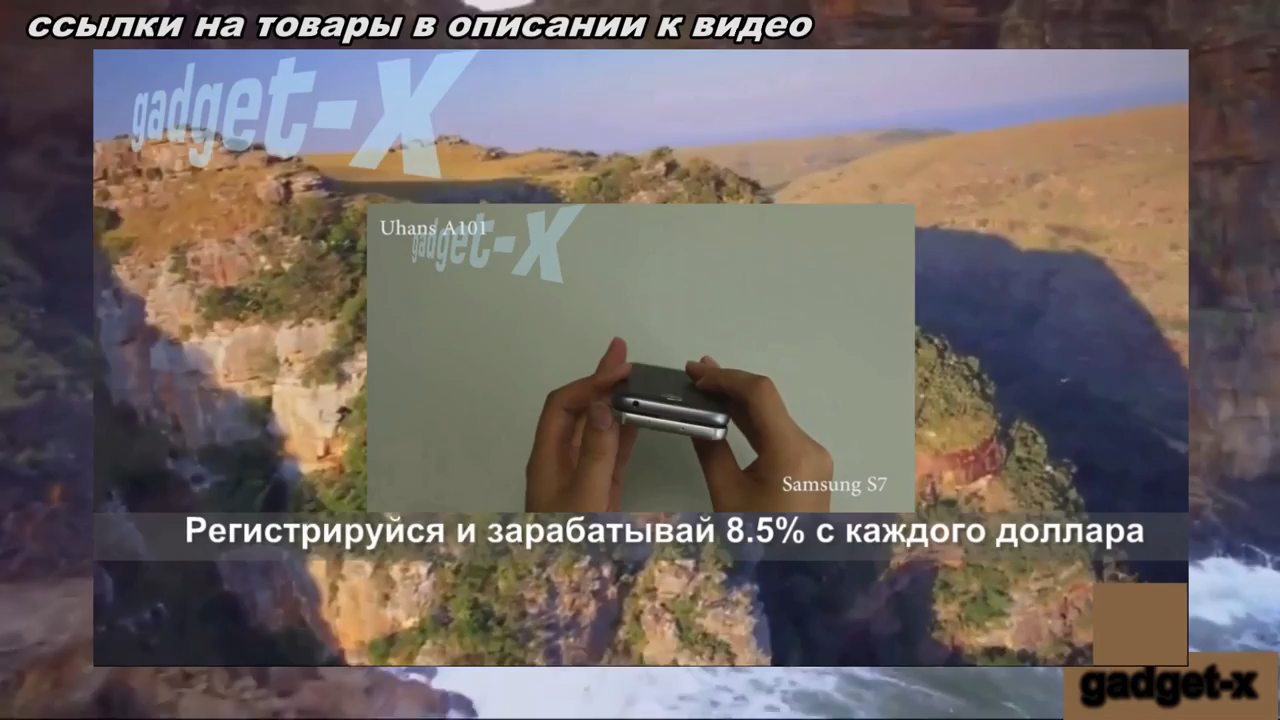 ссылки на товары в описании к видео
gadget-x
Uhans A101
gadget-x
Samsung S7
Регистрируйся и зарабатывай 8.5% с каждого доллара
gadget-x